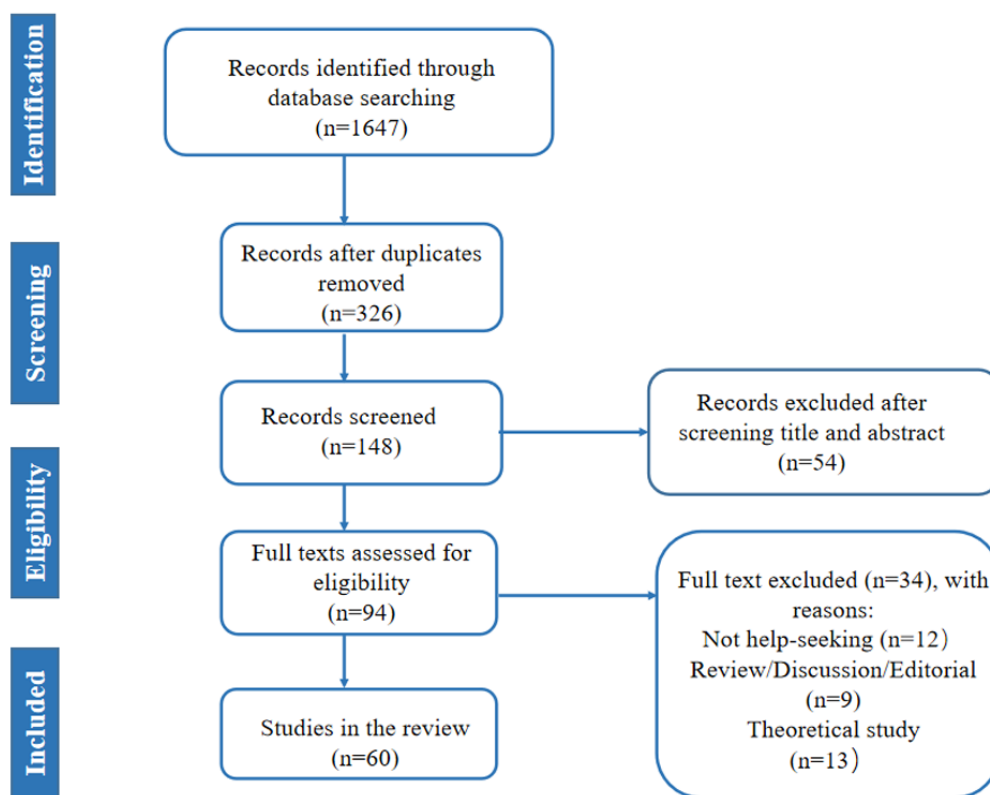 Identification
Records identified through
database searching
(n=1647)
Screening
Records after duplicates
removed
(n=326)
Records screened
(n=148)
Records excluded after
screening title and abstract
(n=54)
Eligibility
Full texts assessed for
eligibility
(n=94)
Full text excluded (n=34), with
reasons:
Not help-seeking (n=12）
Review/Discussion/Editorial
(n=9)
Theoretical study
(n=13）
Included
Studies in the review
(n=60)